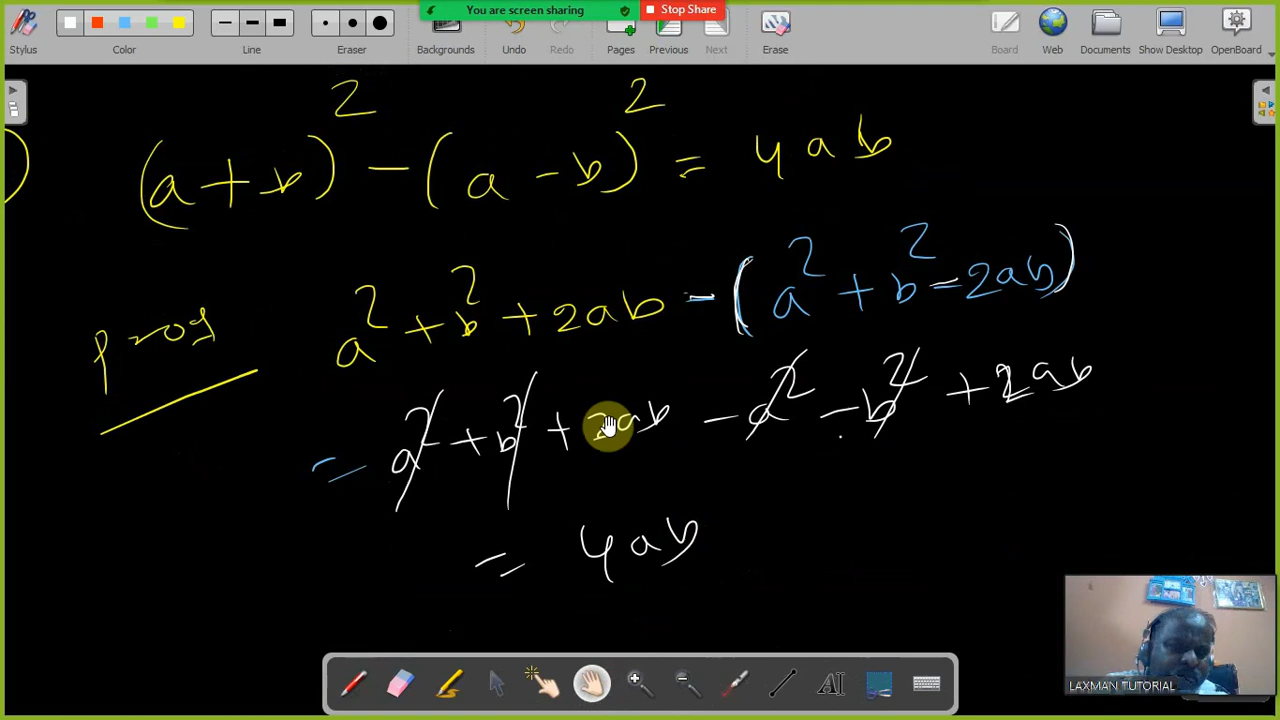 You are screen sharing Stop Share
Stylus Color Line Eraser Backgrounds Undo Redo Pages Previous Next Erase Board Web Documents Show Desktop OpenBoard
) (a + b)² - (a - b)² = 4ab
proof a² + b² + 2ab - (a² + b² - 2ab)
= a² + b² + 2ab - a² - b² + 2ab
= 4ab
AI
LAXMAN TUTORIAL